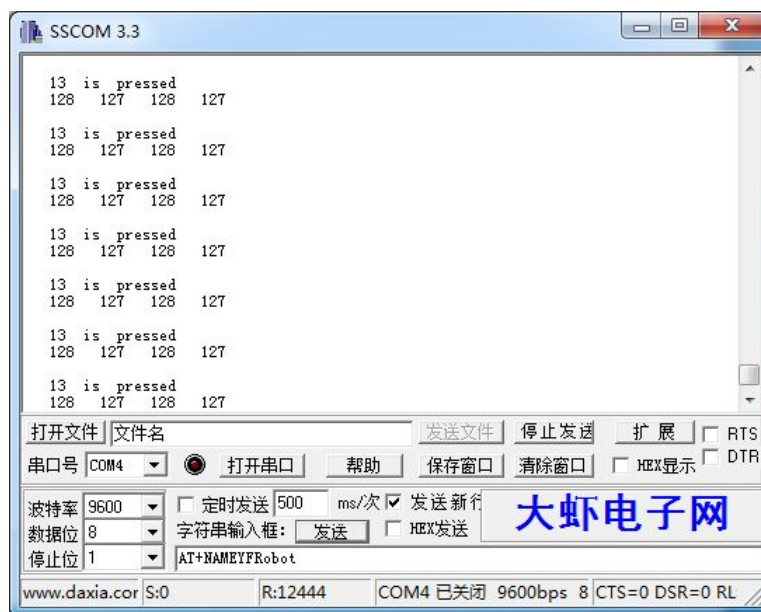 SSCOM 3.3
13 is pressed
128 127 128 127
13 is pressed
128 127 128 127
13 is pressed
128 127 128 127
13 is pressed
128 127 128 127
13 is pressed
128 127 128 127
13 is pressed
128 127 128 127
13 is pressed
128 127 128 127
打开文件 文件名 发送文件 停止发送 扩展 RTS
串口号 COM4 打开串口 帮助 保存窗口 清除窗口 HEX显示 DTR
波特率 9600 定时发送 500 ms/次 发送新行 大虾电子网
数据位 8 字符串输入框: 发送 HEX发送
停止位 1 AT+NAMEYFRobot
www.daxia.cor S:0 R:12444 COM4 已关闭 9600bps 8 CTS=0 DSR=0 RL